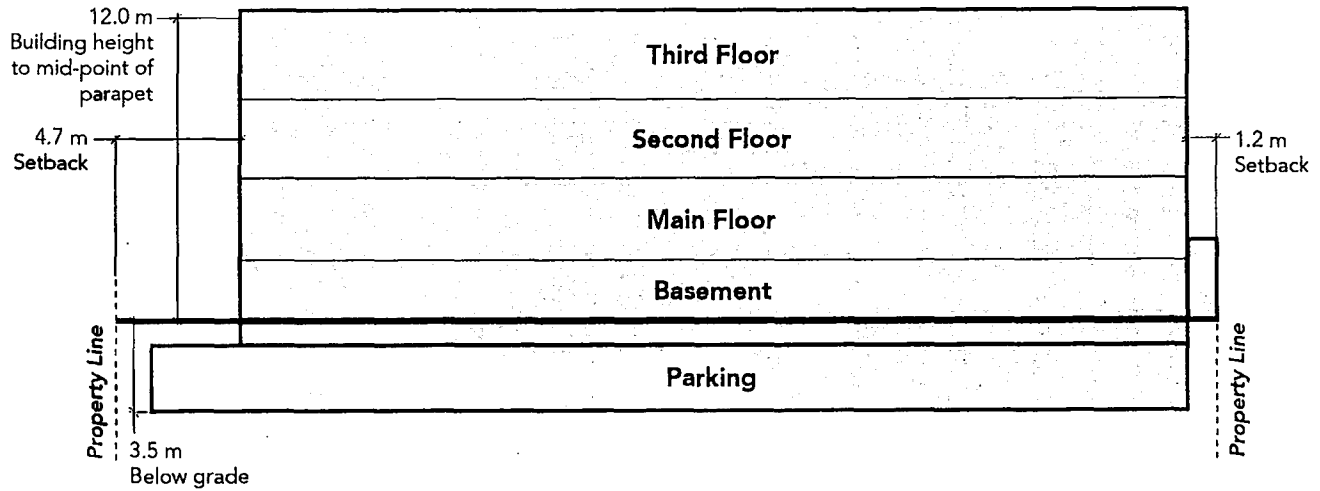 12.0 m
Building height
to mid-point of
parapet
Third Floor
4.7 m
Setback
Second Floor
1.2 m
Setback
Main Floor
Basement
Property Line
Parking
Property Line
3.5 m
Below grade